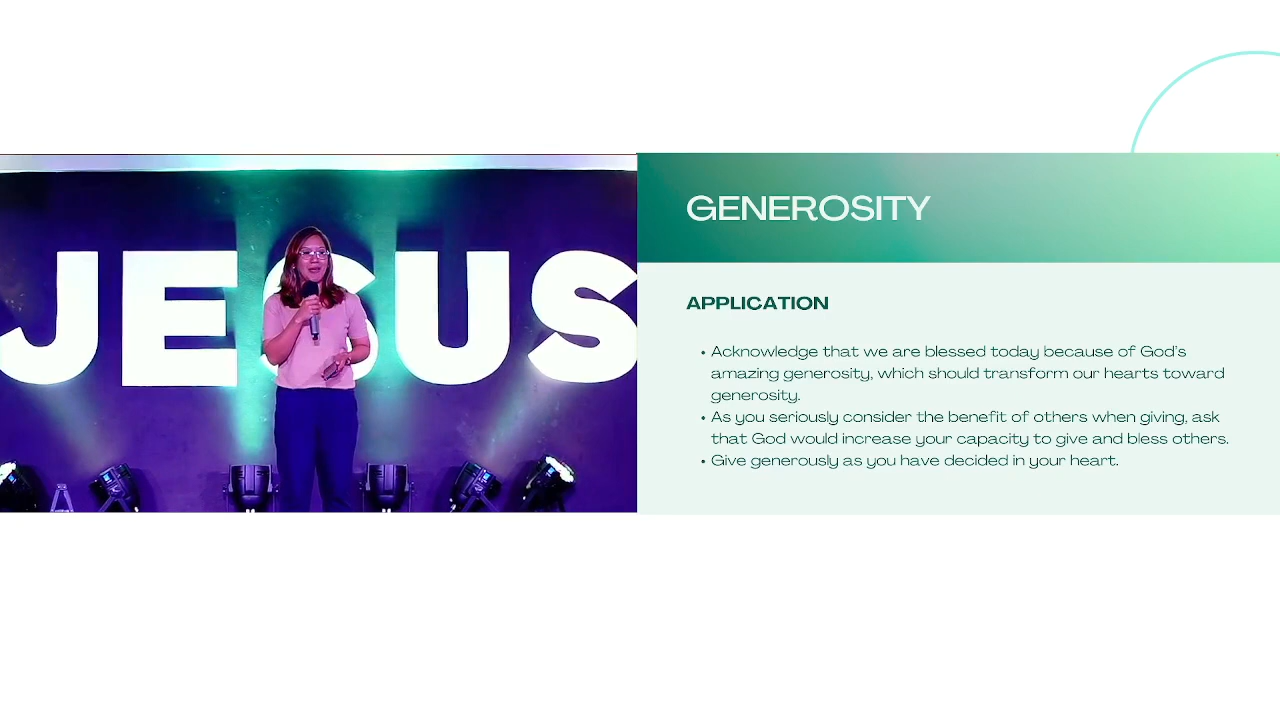 JESUS
GENEROSITY
APPLICATION
• Acknowledge that we are blessed today because of God's
amazing generosity, which should transform our hearts toward
generosity.
• As you seriously consider the benefit of others when giving, ask
that God would increase your capacity to give and bless others.
• Give generously as you have decided in your heart.